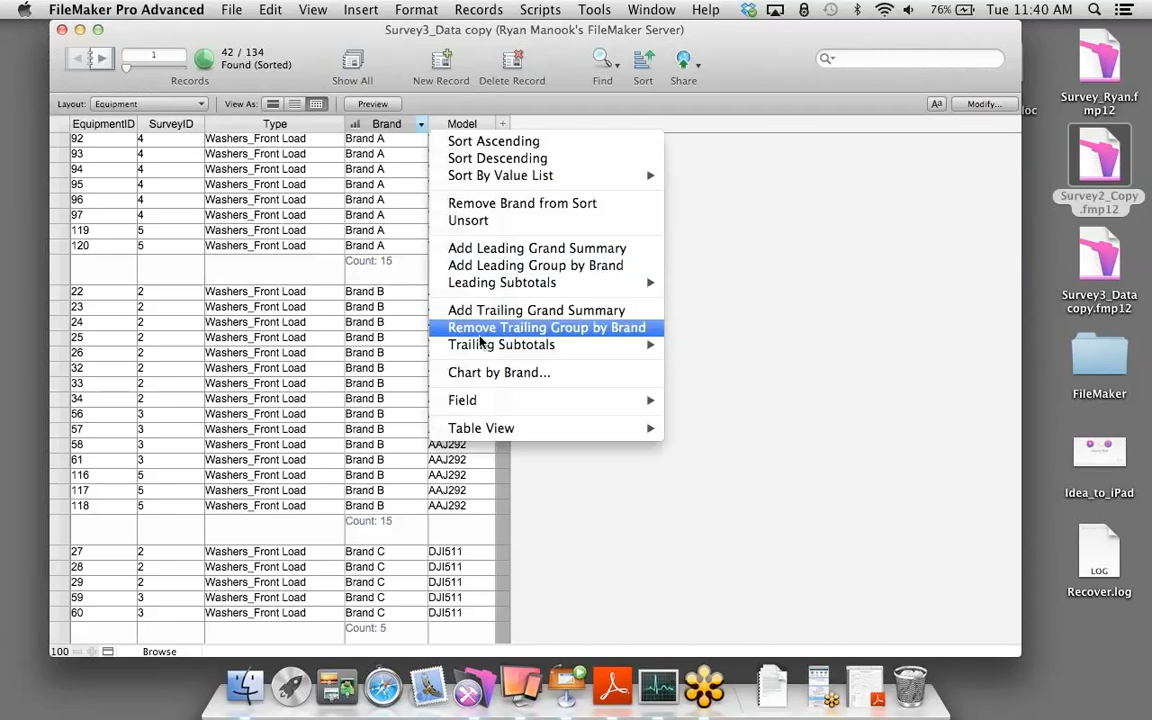 FileMaker Pro Advanced File Edit View Insert Format Records Scripts Tools Window Help 76% Tue 11:40 AM
Survey3_Data copy (Ryan Manook's FileMaker Server)
1
42 / 134
Found (Sorted)
Records Show All New Record Delete Record Find Sort Share
Layout: Equipment View As: Preview Aa Modify...
EquipmentID SurveyID Type Brand Model +
92 4 Washers_Front Load Brand A
93 4 Washers_Front Load Brand A
94 4 Washers_Front Load Brand A
95 4 Washers_Front Load Brand A
96 4 Washers_Front Load Brand A
97 4 Washers_Front Load Brand A
119 5 Washers_Front Load Brand A
120 5 Washers_Front Load Brand A
Count: 15
22 2 Washers_Front Load Brand B
23 2 Washers_Front Load Brand B
24 2 Washers_Front Load Brand B
25 2 Washers_Front Load Brand B
26 2 Washers_Front Load Brand B
32 2 Washers_Front Load Brand B
33 2 Washers_Front Load Brand B
34 2 Washers_Front Load Brand B
56 3 Washers_Front Load Brand B
57 3 Washers_Front Load Brand B
58 3 Washers_Front Load Brand B AAJ292
61 3 Washers_Front Load Brand B AAJ292
116 5 Washers_Front Load Brand B AAJ292
117 5 Washers_Front Load Brand B AAJ292
118 5 Washers_Front Load Brand B AAJ292
Count: 15
27 2 Washers_Front Load Brand C DJI511
28 2 Washers_Front Load Brand C DJI511
29 2 Washers_Front Load Brand C DJI511
59 3 Washers_Front Load Brand C DJI511
60 3 Washers_Front Load Brand C DJI511
Count: 5
100 Browse
Sort Ascending
Sort Descending
Sort By Value List
Remove Brand from Sort
Unsort
Add Leading Grand Summary
Add Leading Group by Brand
Leading Subtotals
Add Trailing Grand Summary
Remove Trailing Group by Brand
Trailing Subtotals
Chart by Brand...
Field
Table View
Survey_Ryan.f
mp12
oc
Survey2_Copy
.fmp12
Survey3_Data
copy.fmp12
FileMaker
Idea_to_iPad
LOG
Recover.log